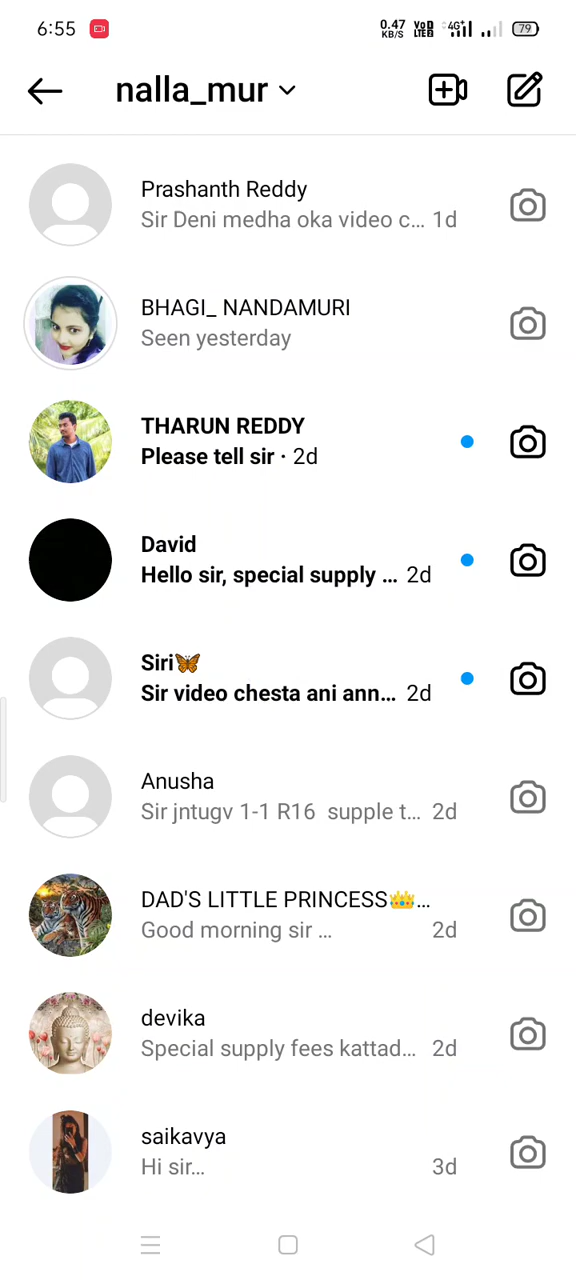 6:55
0.47 KB/S VoD LTE2 4G+ 79
nalla_mur
Prashanth Reddy
Sir Deni medha oka video c... 1d
BHAGI_ NANDAMURI
Seen yesterday
THARUN REDDY
Please tell sir · 2d
David
Hello sir, special supply ... 2d
Siri🦋
Sir video chesta ani ann... 2d
Anusha
Sir jntugv 1-1 R16 supple t... 2d
DAD'S LITTLE PRINCESS👑...
Good morning sir ... 2d
devika
Special supply fees kattad... 2d
saikavya
Hi sir... 3d